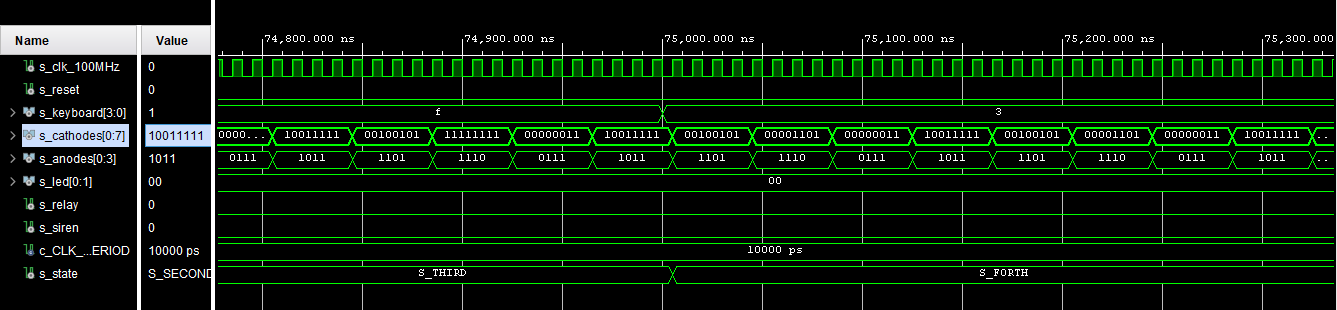 Name Value
74,800.000 ns 74,900.000 ns 75,000.000 ns 75,100.000 ns 75,200.000 ns 75,300.000 ns
s_clk_100MHz 0
s_reset 0
s_keyboard[3:0] 1 f 3
s_cathodes[0:7] 10011111 0000... 10011111 00100101 11111111 00000011 10011111 00100101 00001101 00000011 10011111 00100101 00001101 00000011 10011111 ..
s_anodes[0:3] 1011 0111 1011 1101 1110 0111 1011 1101 1110 0111 1011 1101 1110 0111 1011 ..
s_led[0:1] 00 00
s_relay 0
s_siren 0
c_CLK_...ERIOD 10000 ps 10000 ps
s_state S_SECOND S_THIRD S_FORTH